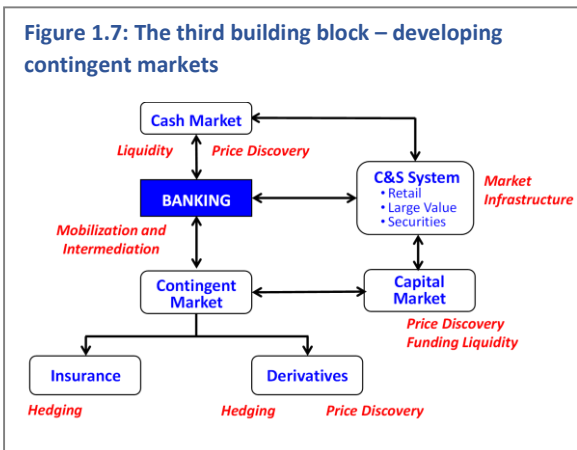 Figure 1.7: The third building block – developing
contingent markets
Cash Market
Liquidity
Price Discovery
C&S System
• Retail
• Large Value
• Securities
Market
Infrastructure
BANKING
Mobilization and
Intermediation
Contingent
Market
Capital
Market
Price Discovery
Funding Liquidity
Insurance
Derivatives
Hedging
Hedging
Price Discovery